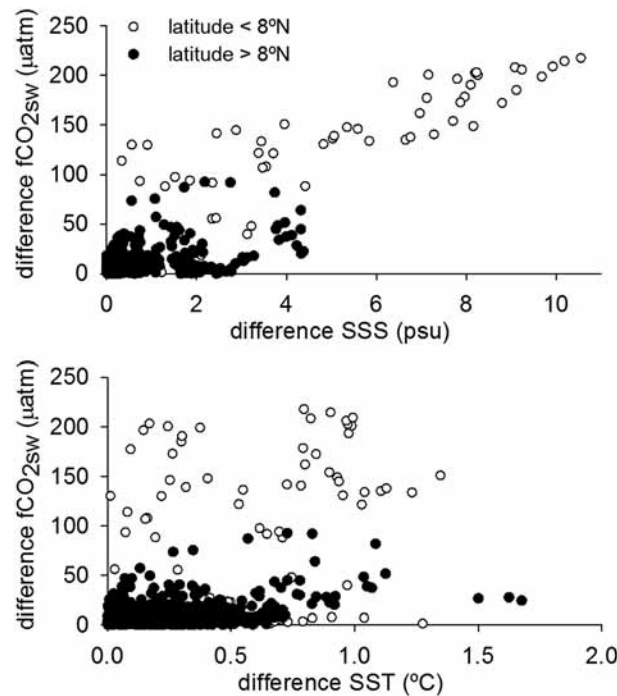 250
latitude < 8ºN
200
latitude > 8ºN
150
100
50
0
difference fCO2sw (µatm)
0 2 4 6 8 10
difference SSS (psu)
250
200
150
100
50
0
difference fCO2sw (µatm)
0.0 0.5 1.0 1.5 2.0
difference SST (ºC)